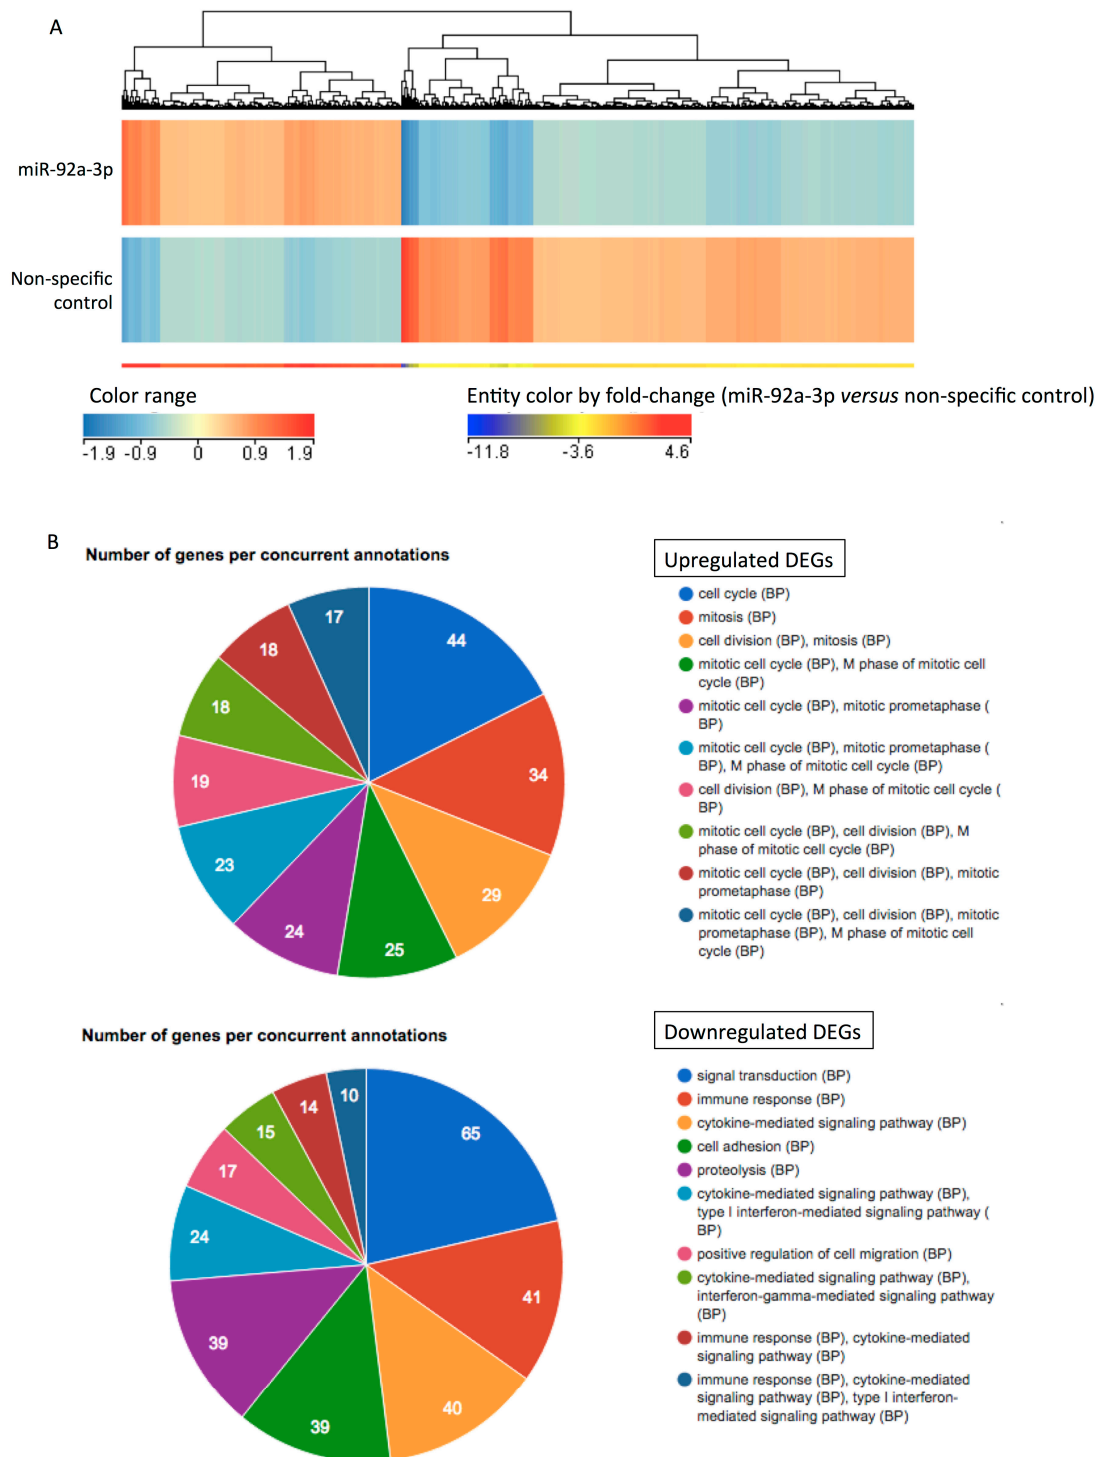 A
miR-92a-3p
Non-specific
control
Color range
-1.9 -0.9 0 0.9 1.9
Entity color by fold-change (miR-92a-3p versus non-specific control)
-11.8 -3.6 4.6
B
Number of genes per concurrent annotations
44
34
29
25
24
23
19
18
18
17
Upregulated DEGs
cell cycle (BP)
mitosis (BP)
cell division (BP), mitosis (BP)
mitotic cell cycle (BP), M phase of mitotic cell
cycle (BP)
mitotic cell cycle (BP), mitotic prometaphase (
BP)
mitotic cell cycle (BP), mitotic prometaphase (
BP), M phase of mitotic cell cycle (BP)
cell division (BP), M phase of mitotic cell cycle (
BP)
mitotic cell cycle (BP), cell division (BP), M
phase of mitotic cell cycle (BP)
mitotic cell cycle (BP), cell division (BP), mitotic
prometaphase (BP)
mitotic cell cycle (BP), cell division (BP), mitotic
prometaphase (BP), M phase of mitotic cell
cycle (BP)
Number of genes per concurrent annotations
65
41
40
39
39
24
17
15
14
10
Downregulated DEGs
signal transduction (BP)
immune response (BP)
cytokine-mediated signaling pathway (BP)
cell adhesion (BP)
proteolysis (BP)
cytokine-mediated signaling pathway (BP),
type I interferon-mediated signaling pathway (
BP)
positive regulation of cell migration (BP)
cytokine-mediated signaling pathway (BP),
interferon-gamma-mediated signaling pathway
(BP)
immune response (BP), cytokine-mediated
signaling pathway (BP)
immune response (BP), cytokine-mediated
signaling pathway (BP), type I interferon-
mediated signaling pathway (BP)